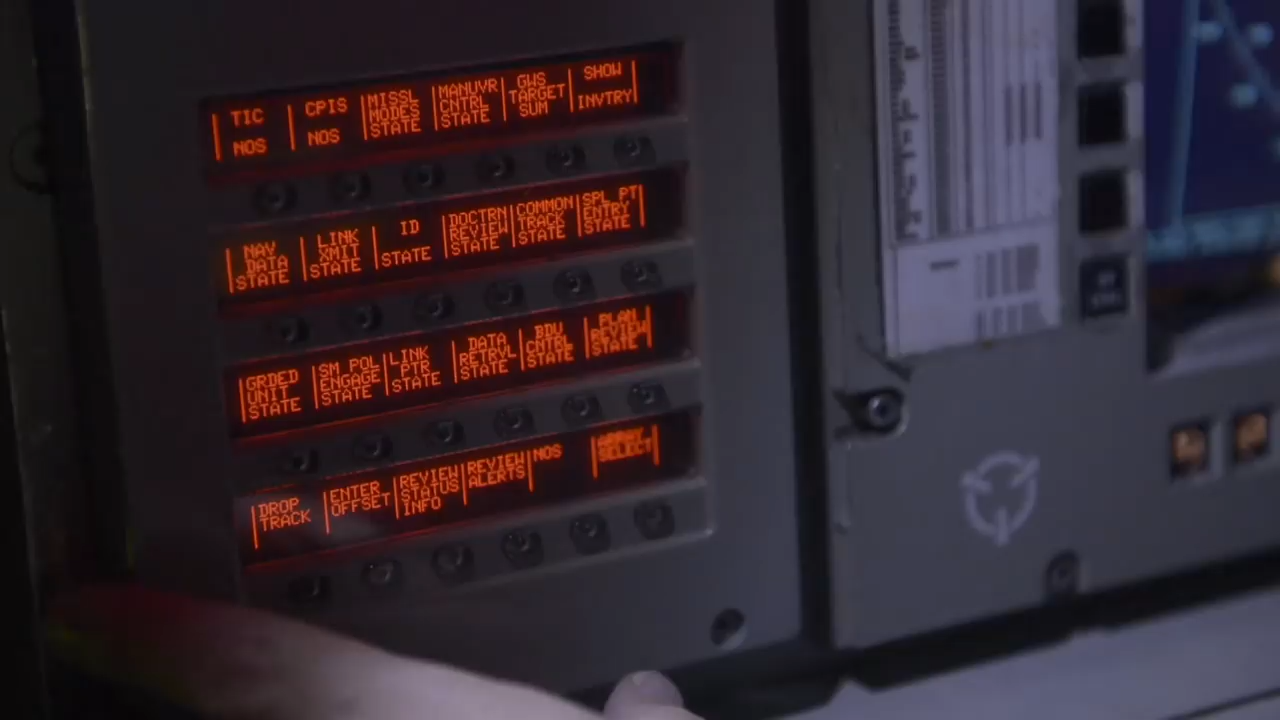 TIC NOS
CPIS NOS
MISSL MODES STATE
MANUVR CNTRL STATE
GWS TARGET SUM
SHOW INVTRY
NAV DATA STATE
LINK XMIT STATE
ID STATE
DOCTRN REVIEW STATE
COMMON TRACK STATE
SPL PT ENTRY STATE
GRDED UNIT STATE
SM POL ENGAGE STATE
LINK PTR STATE
DATA RETRVL STATE
BDU CNTRL STATE
PLAN REVIEW STATE
DROP TRACK
ENTER OFFSET
REVIEW STATUS INFO
REVIEW ALERTS
NOS
ARRAY SELECT